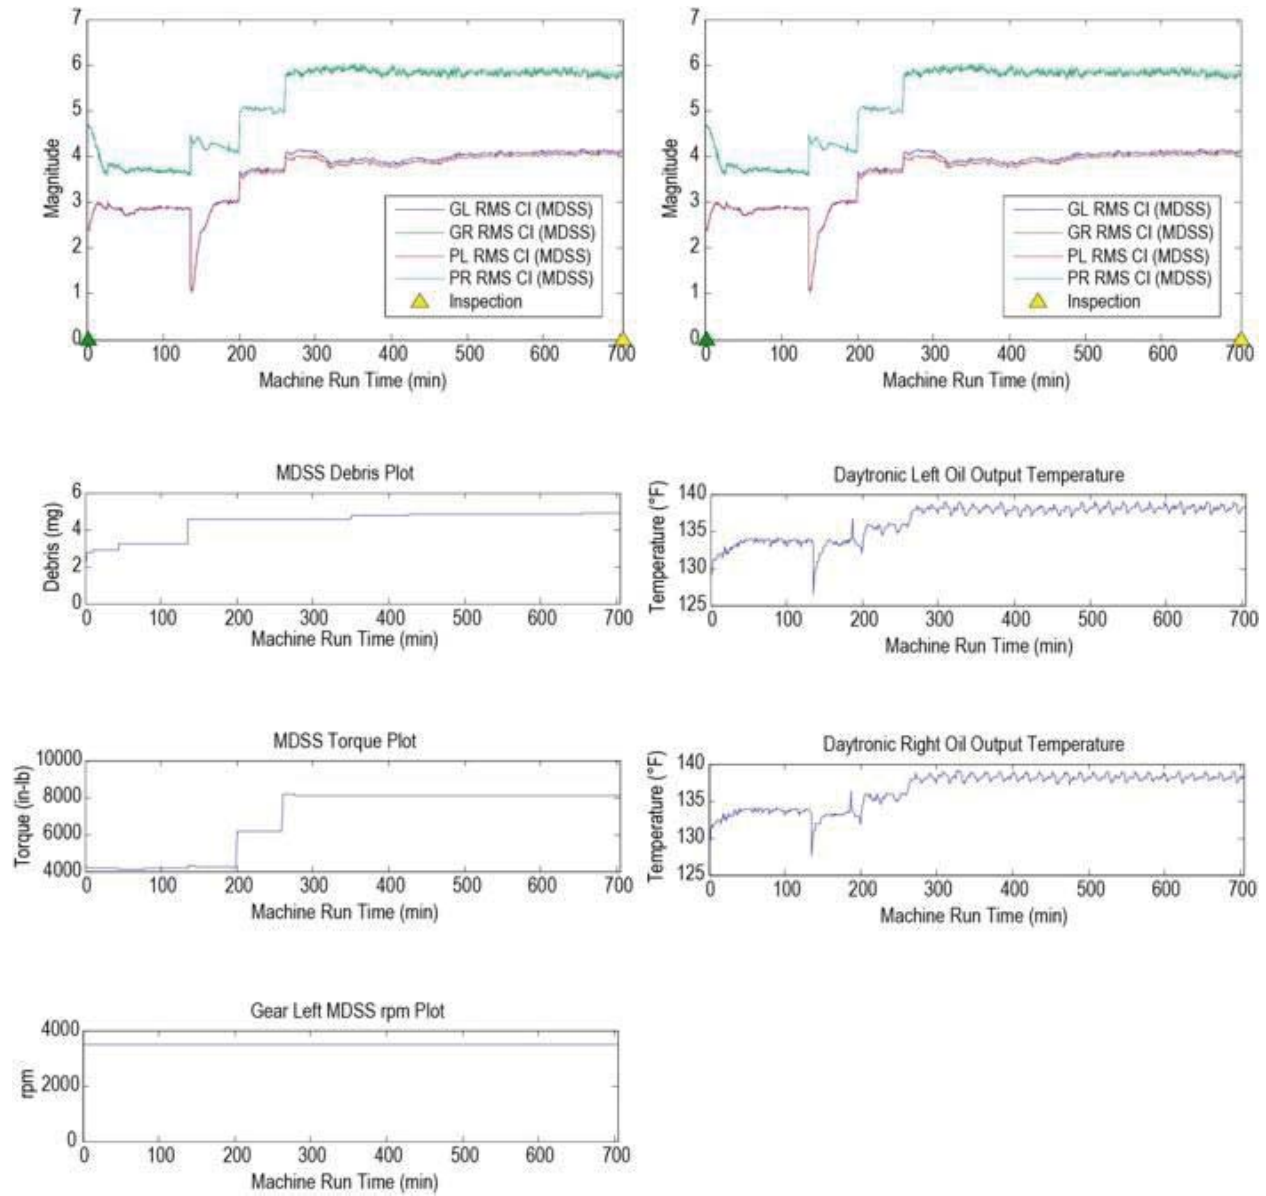 7
6
5
4
3
2
1
0
Magnitude
GL RMS CI (MDSS)
GR RMS CI (MDSS)
PL RMS CI (MDSS)
PR RMS CI (MDSS)
Inspection
0 100 200 300 400 500 600 700
Machine Run Time (min)
7
6
5
4
3
2
1
0
Magnitude
GL RMS CI (MDSS)
GR RMS CI (MDSS)
PL RMS CI (MDSS)
PR RMS CI (MDSS)
Inspection
0 100 200 300 400 500 600 700
Machine Run Time (min)
MDSS Debris Plot
6
4
2
0
Debris (mg)
0 100 200 300 400 500 600 700
Machine Run Time (min)
Daytronic Left Oil Output Temperature
140
135
130
125
Temperature (°F)
0 100 200 300 400 500 600 700
Machine Run Time (min)
MDSS Torque Plot
10000
8000
6000
4000
Torque (in-lb)
0 100 200 300 400 500 600 700
Machine Run Time (min)
Daytronic Right Oil Output Temperature
140
135
130
125
Temperature (°F)
0 100 200 300 400 500 600 700
Machine Run Time (min)
Gear Left MDSS rpm Plot
4000
2000
0
rpm
0 100 200 300 400 500 600 700
Machine Run Time (min)